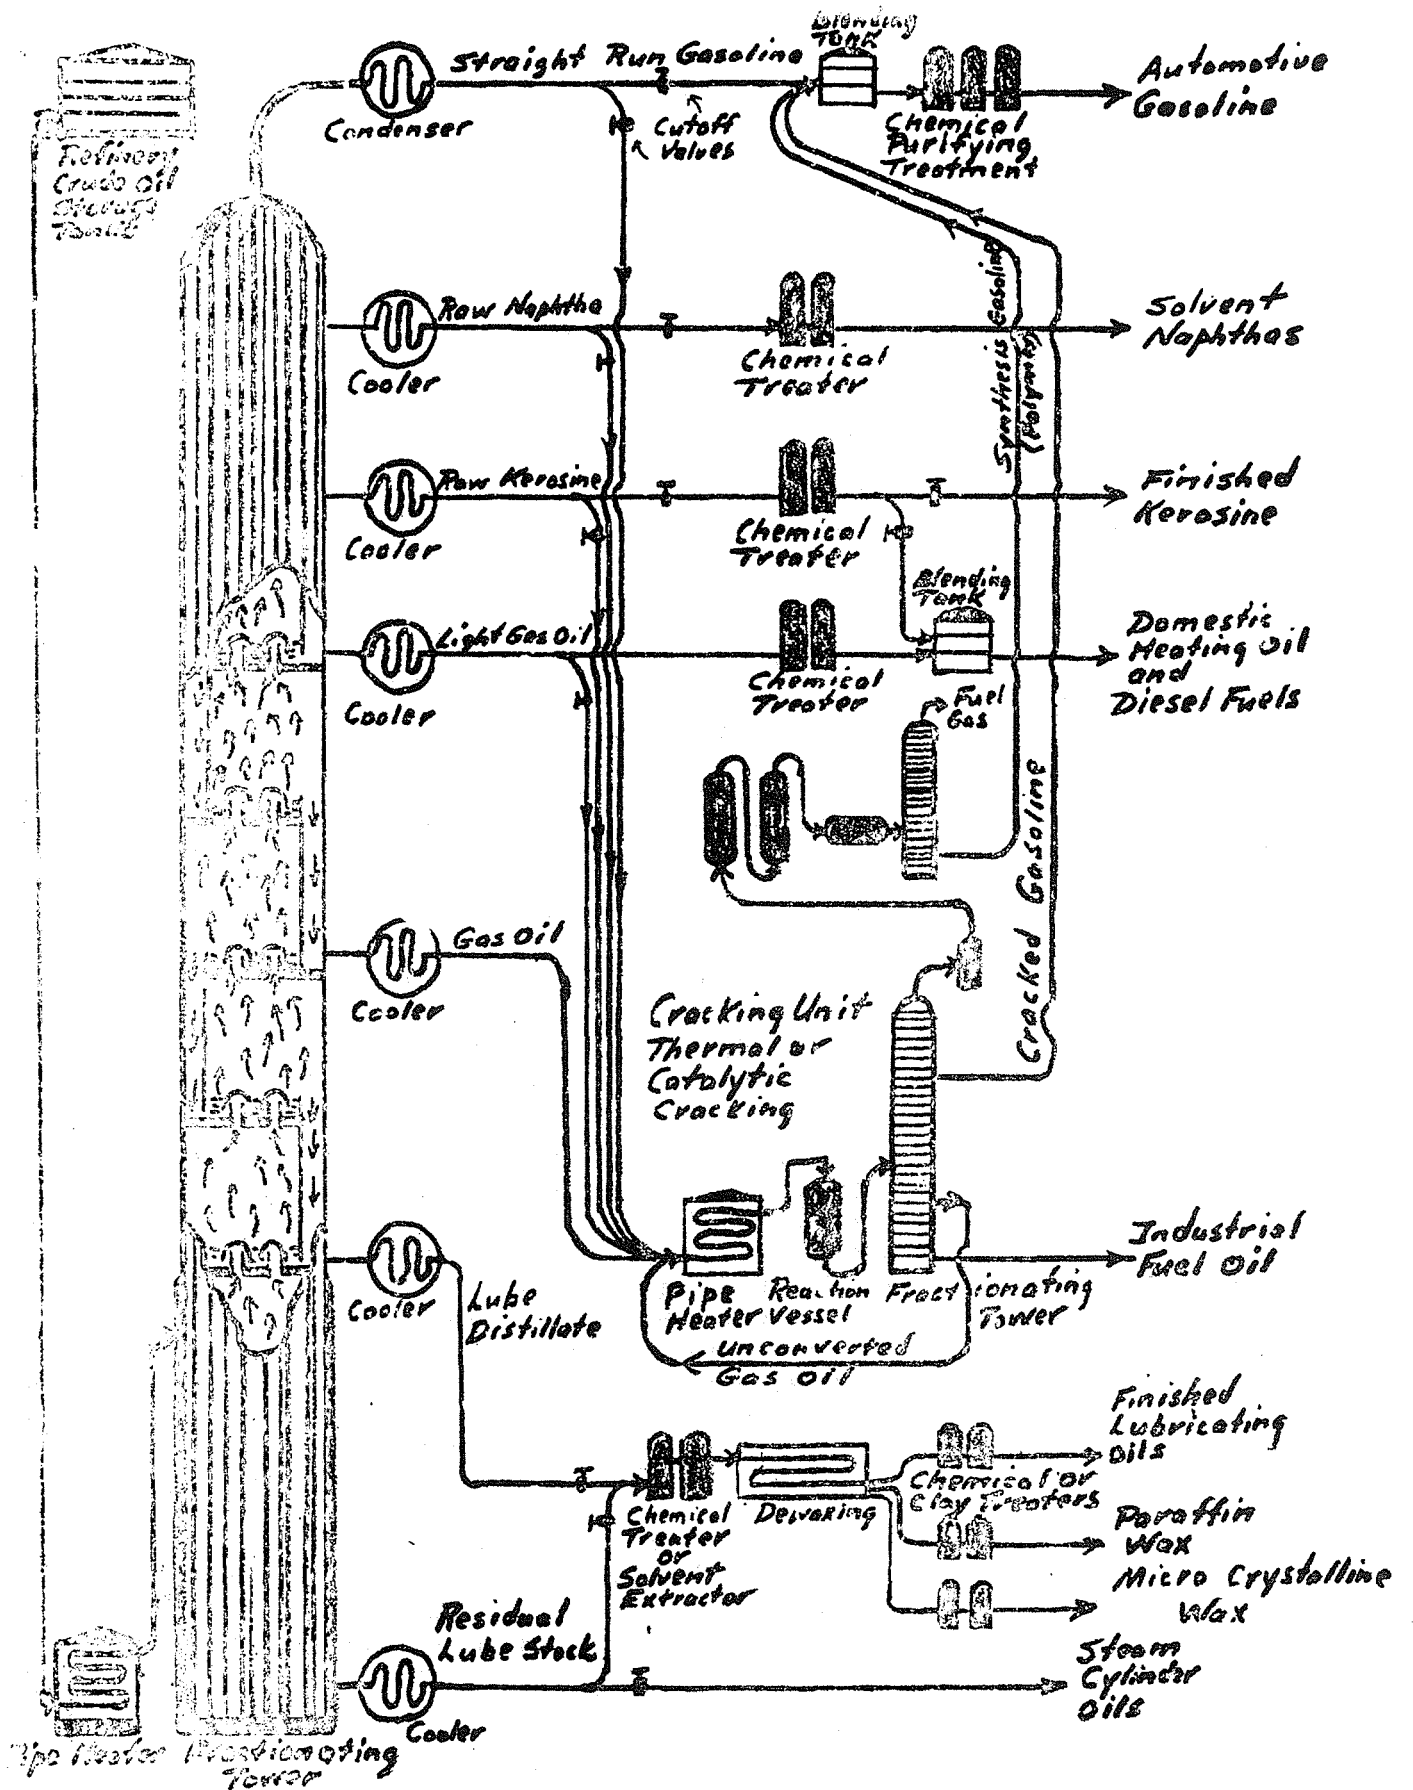 Blending
Tank
Straight Run Gasoline
Automotive
Gasoline
Condenser
Cutoff
Valves
Chemical
Purifying
Treatment
Refinery
Crude Oil
Storage
Tanks
Raw Naphtha
Cooler
Chemical
Treater
Solvent
Naphthas
Synthesis Gasoline
Raw Kerosine
Cooler
Chemical
Treater
Finished
Kerosine
Blending
Tank
Light Gas Oil
Cooler
Chemical
Treater
Domestic
Heating Oil
and
Diesel Fuels
Fuel
Gas
Cracked Gasoline
Gas Oil
Cooler
Cracking Unit
Thermal or
Catalytic
Cracking
Cooler
Lube
Distillate
Pipe
Heater
Reaction
Vessel
Fractionating
Tower
Industrial
Fuel Oil
Unconverted
Gas Oil
Finished
Lubricating
Oils
Chemical or
Clay Treaters
Chemical
Treater
or
Solvent
Extractor
Dewaxing
Paraffin
Wax
Micro Crystalline
Wax
Residual
Lube Stock
Cooler
Steam
Cylinder
Oils
Pipe Heater
Fractionating
Tower